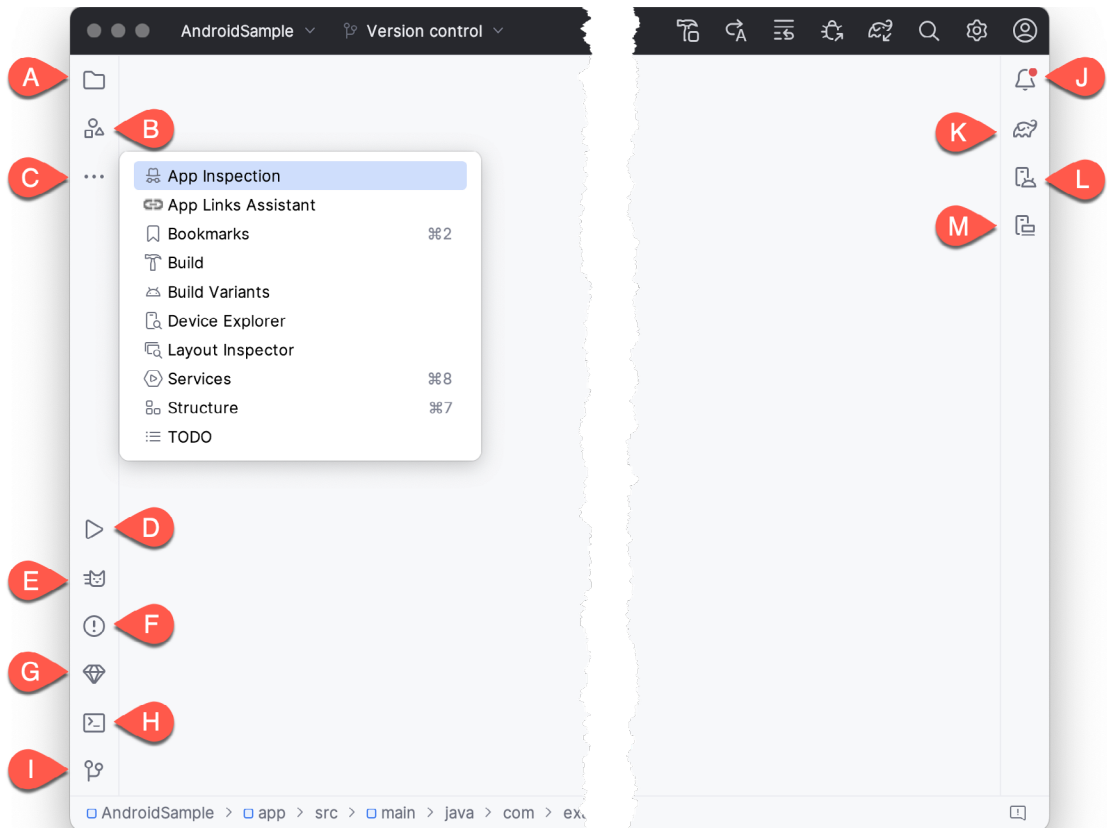 AndroidSample
Version control
A
B
C
App Inspection
App Links Assistant
Bookmarks ⌘2
Build
Build Variants
Device Explorer
Layout Inspector
Services ⌘8
Structure ⌘7
TODO
D
E
F
G
H
I
J
K
L
M
AndroidSample > app > src > main > java > com >